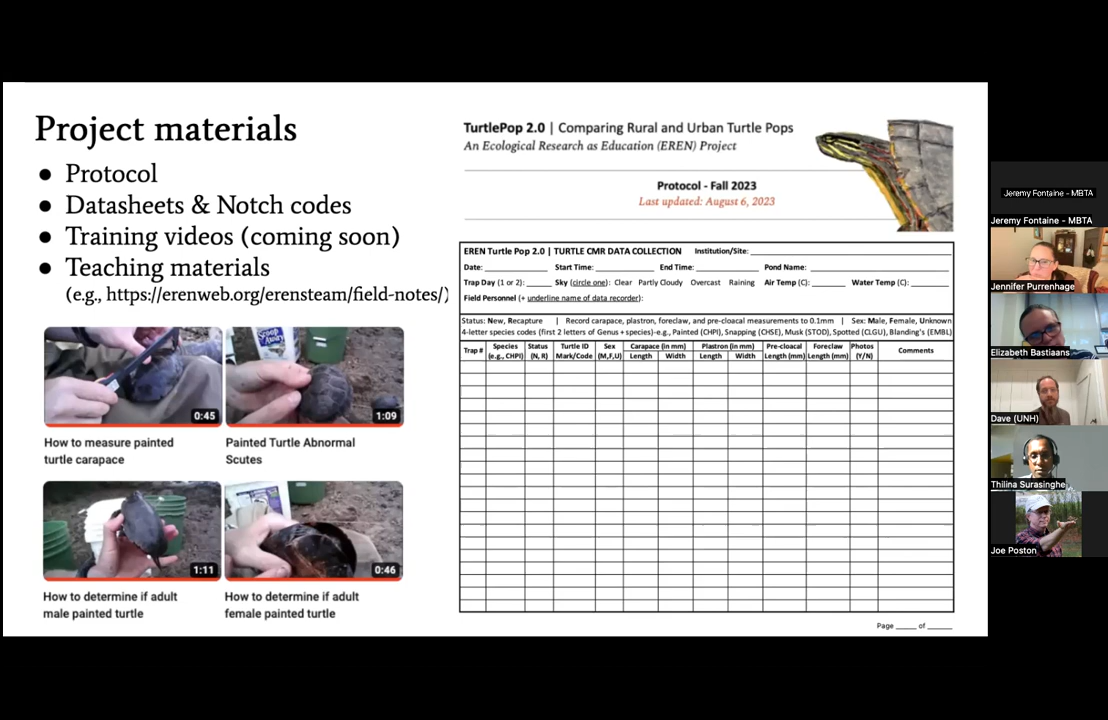 Project materials
● Protocol
● Datasheets & Notch codes
● Training videos (coming soon)
● Teaching materials
(e.g., https://erenweb.org/erensteam/field-notes/)
0:45
1:09
How to measure painted
turtle carapace
Painted Turtle Abnormal
Scutes
1:11
0:46
How to determine if adult
male painted turtle
How to determine if adult
female painted turtle
TurtlePop 2.0 | Comparing Rural and Urban Turtle Pops
An Ecological Research as Education (EREN) Project
Protocol - Fall 2023
Last updated: August 6, 2023
EREN Turtle Pop 2.0 | TURTLE CMR DATA COLLECTION Institution/Site:
Date: Start Time: End Time: Pond Name:
Trap Day (1 or 2): Sky (circle one): Clear Partly Cloudy Overcast Raining Air Temp (C): Water Temp (C):
Field Personnel (+ underline name of data recorder):
Status: New, Recapture | Record carapace, plastron, foreclaw, and pre-cloacal measurements to 0.1mm | Sex: Male, Female, Unknown
4-letter species codes (first 2 letters of Genus + species)-e.g., Painted (CHPI), Snapping (CHSE), Musk (STOD), Spotted (CLGU), Blanding's (EMBL)
Trap #
Species
(e.g., CHPI)
Status
(N, R)
Turtle ID
Mark/Code
Sex
(M,F,U)
Carapace (in mm)
Length Width
Plastron (in mm)
Length Width
Pre-cloacal
Length (mm)
Foreclaw
Length (mm)
Photos
(Y/N)
Comments
Page of
Jeremy Fontaine - MBTA
Jeremy Fontaine - MBTA
Jennifer Purrenhage
Elizabeth Bastiaans
Dave (UNH)
Thilina Surasinghe
Joe Poston